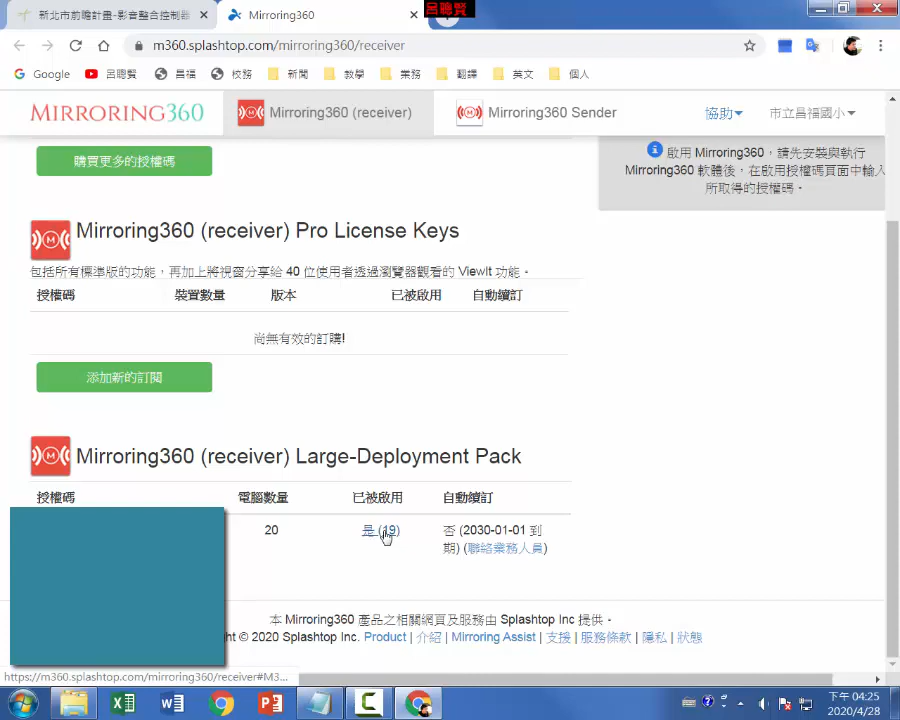 新北市前瞻計畫-影音整合控制器
Mirroring360
呂聰賢
m360.splashtop.com/mirroring360/receiver
Google
呂聰賢
昌福
校務
新聞
教學
業務
翻譯
英文
個人
MIRRORING360
Mirroring360 (receiver)
Mirroring360 Sender
協助
市立昌福國小
購買更多的授權碼
啟用 Mirroring360，請先安裝與執行
Mirroring360 軟體後，在啟用授權碼頁面中輸入
所取得的授權碼。
Mirroring360 (receiver) Pro License Keys
包括所有標準版的功能，再加上將視窗分享給 40 位使用者透過瀏覽器觀看的 ViewIt 功能。
授權碼 裝置數量 版本 已被啟用 自動續訂
尚無有效的訂購!
添加新的訂閱
Mirroring360 (receiver) Large-Deployment Pack
授權碼 電腦數量 已被啟用 自動續訂
20 是 (19) 否 (2030-01-01 到
期) (聯絡業務人員)
本 Mirroring360 產品之相關網頁及服務由 Splashtop Inc 提供。
ht © 2020 Splashtop Inc. Product | 介紹 | Mirroring Assist | 支援 | 服務條款 | 隱私 | 狀態
https://m360.splashtop.com/mirroring360/receiver#M3...
下午 04:25
2020/4/28